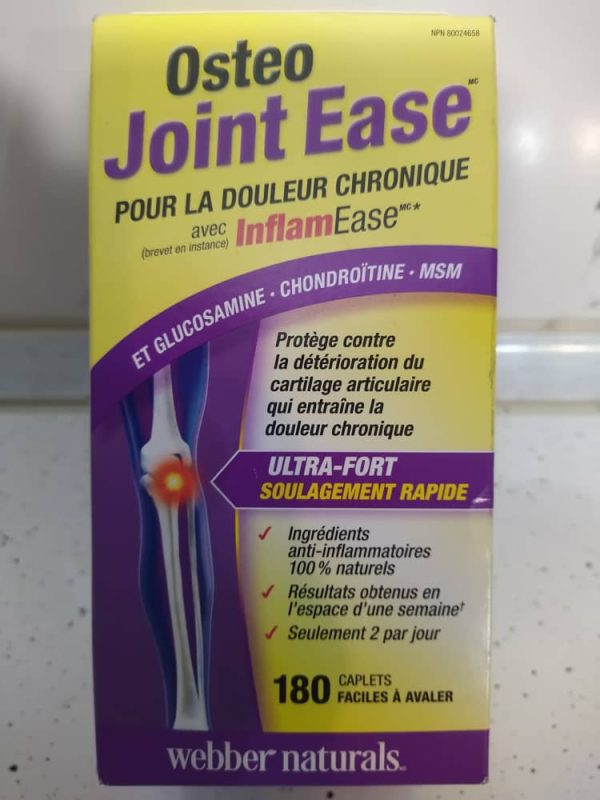 NPN 80024658
Osteo
Joint Ease MC
POUR LA DOULEUR CHRONIQUE
avec InflamEase MC*
(brevet en instance)
ET GLUCOSAMINE · CHONDROÏTINE · MSM
Protège contre
la détérioration du
cartilage articulaire
qui entraîne la
douleur chronique
ULTRA-FORT
SOULAGEMENT RAPIDE
✓ Ingrédients
anti-inflammatoires
100 % naturels
✓ Résultats obtenus en
l'espace d'une semaine†
✓ Seulement 2 par jour
180 CAPLETS
FACILES À AVALER
webber naturals